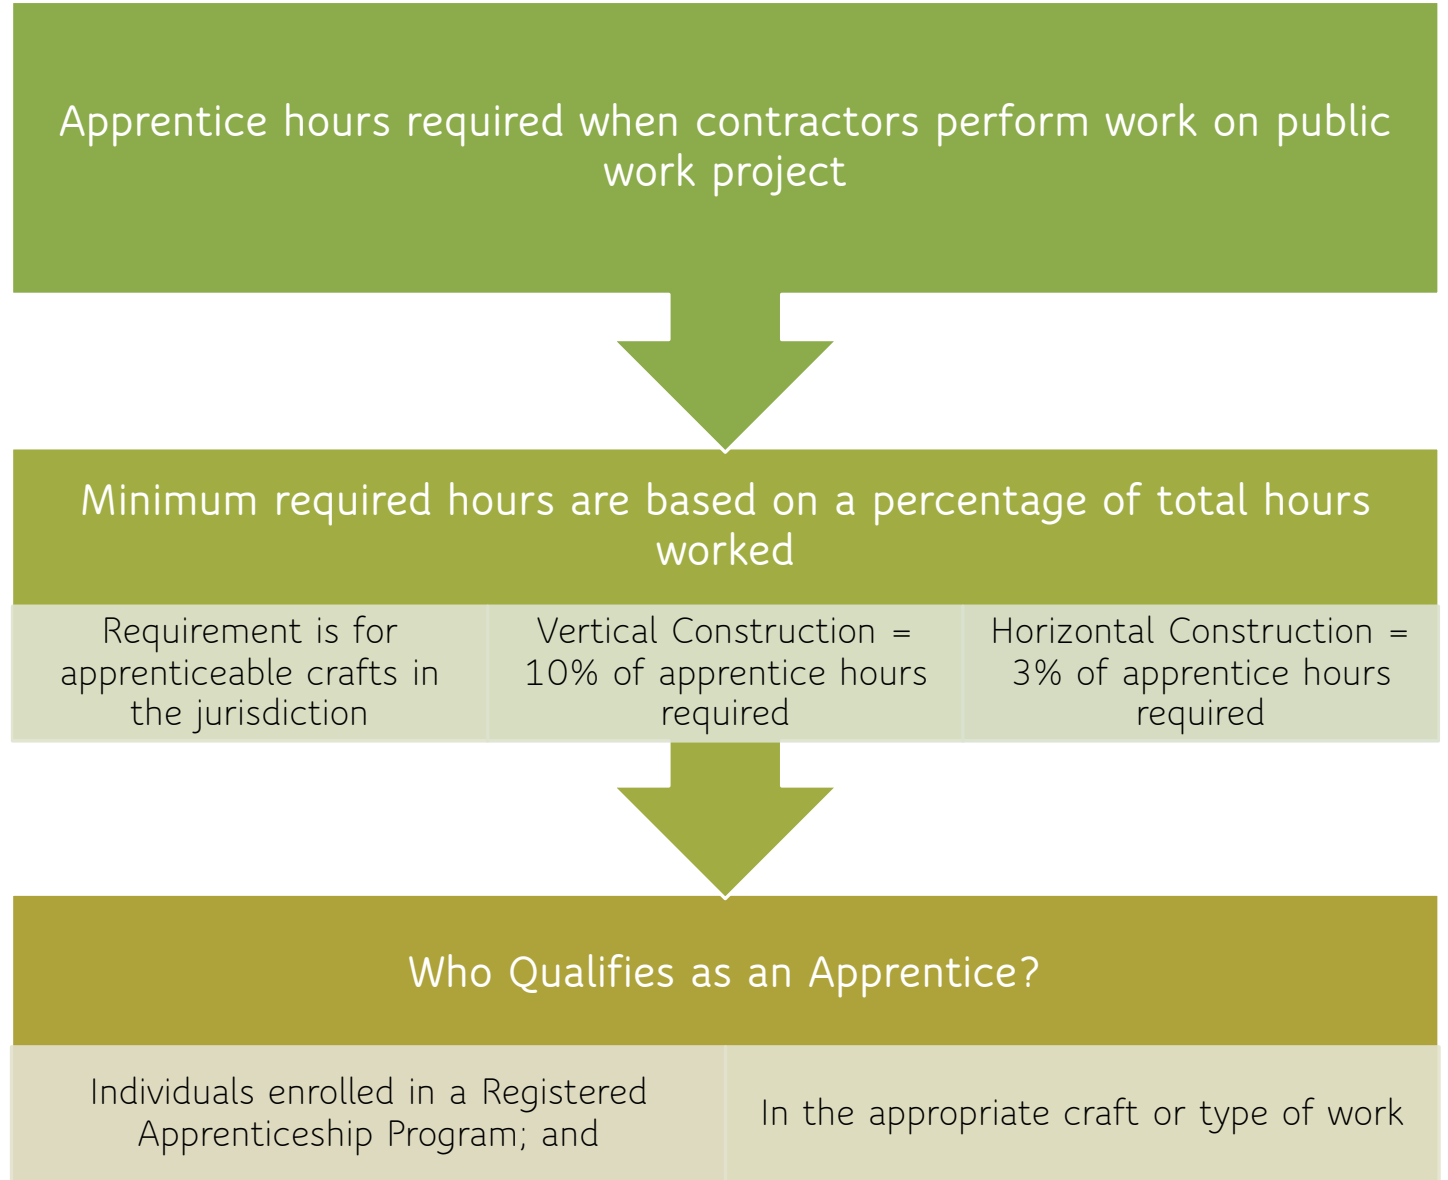 Apprentice hours required when contractors perform work on public
work project
Minimum required hours are based on a percentage of total hours
worked
Requirement is for
apprenticeable crafts in
the jurisdiction
Vertical Construction =
10% of apprentice hours
required
Horizontal Construction =
3% of apprentice hours
required
Who Qualifies as an Apprentice?
Individuals enrolled in a Registered
Apprenticeship Program; and
In the appropriate craft or type of work